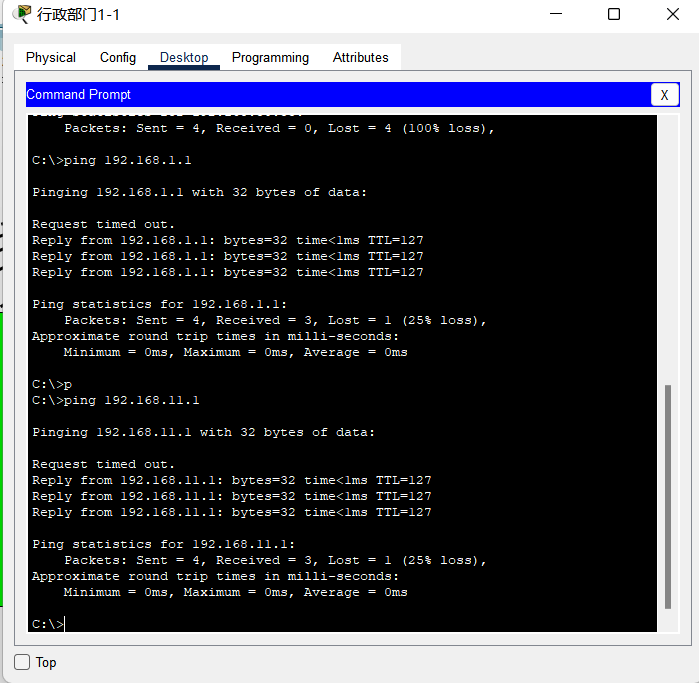 行政部门1-1
Physical Config Desktop Programming Attributes
Command Prompt X
Packets: Sent = 4, Received = 0, Lost = 4 (100% loss),
C:\>ping 192.168.1.1
Pinging 192.168.1.1 with 32 bytes of data:
Request timed out.
Reply from 192.168.1.1: bytes=32 time<1ms TTL=127
Reply from 192.168.1.1: bytes=32 time<1ms TTL=127
Reply from 192.168.1.1: bytes=32 time<1ms TTL=127
Ping statistics for 192.168.1.1:
Packets: Sent = 4, Received = 3, Lost = 1 (25% loss),
Approximate round trip times in milli-seconds:
Minimum = 0ms, Maximum = 0ms, Average = 0ms
C:\>p
C:\>ping 192.168.11.1
Pinging 192.168.11.1 with 32 bytes of data:
Request timed out.
Reply from 192.168.11.1: bytes=32 time<1ms TTL=127
Reply from 192.168.11.1: bytes=32 time<1ms TTL=127
Reply from 192.168.11.1: bytes=32 time<1ms TTL=127
Ping statistics for 192.168.11.1:
Packets: Sent = 4, Received = 3, Lost = 1 (25% loss),
Approximate round trip times in milli-seconds:
Minimum = 0ms, Maximum = 0ms, Average = 0ms
C:\>
Top